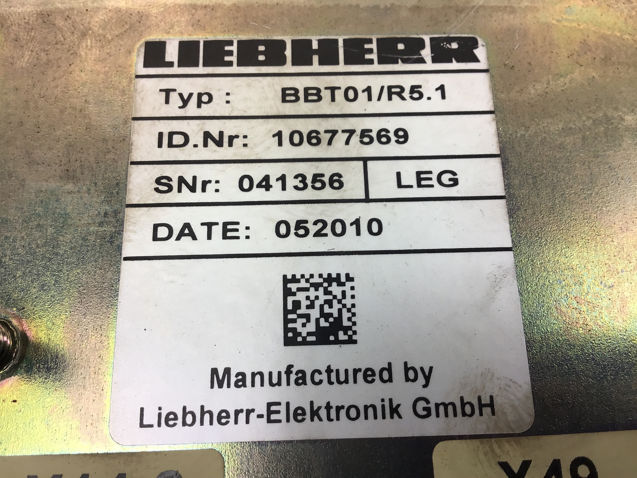 LIEBHERR
Typ : BBT01/R5.1
ID.Nr: 10677569
SNr: 041356 LEG
DATE: 052010
Manufactured by
Liebherr-Elektronik GmbH
X49